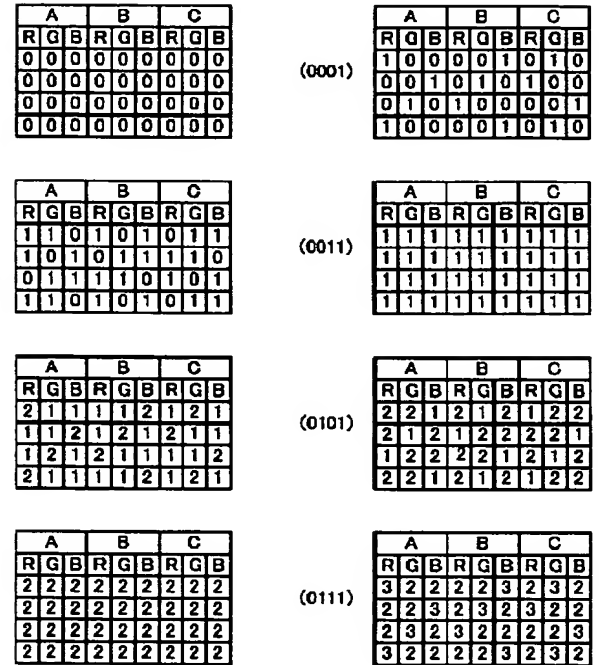 A B C
R G B R G B R G B
0 0 0 0 0 0 0 0 0
0 0 0 0 0 0 0 0 0
0 0 0 0 0 0 0 0 0
0 0 0 0 0 0 0 0 0
(0001)
A B C
R G B R G B R G B
1 0 0 0 0 1 0 1 0
0 0 1 0 1 0 1 0 0
0 1 0 1 0 0 0 0 1
1 0 0 0 0 1 0 1 0
A B C
R G B R G B R G B
1 1 0 1 0 1 0 1 1
1 0 1 0 1 1 1 1 0
0 1 1 1 1 0 1 0 1
1 1 0 1 0 1 0 1 1
(0011)
A B C
R G B R G B R G B
1 1 1 1 1 1 1 1 1
1 1 1 1 1 1 1 1 1
1 1 1 1 1 1 1 1 1
1 1 1 1 1 1 1 1 1
A B C
R G B R G B R G B
2 1 1 1 1 2 1 2 1
1 1 2 1 2 1 2 1 1
1 2 1 2 1 1 1 1 2
2 1 1 1 1 2 1 2 1
(0101)
A B C
R G B R G B R G B
2 2 1 2 1 2 1 2 2
2 1 2 1 2 2 2 2 1
1 2 2 2 2 1 2 1 2
2 2 1 2 1 2 1 2 2
A B C
R G B R G B R G B
2 2 2 2 2 2 2 2 2
2 2 2 2 2 2 2 2 2
2 2 2 2 2 2 2 2 2
2 2 2 2 2 2 2 2 2
(0111)
A B C
R G B R G B R G B
3 2 2 2 2 3 2 3 2
2 2 3 2 3 2 3 2 2
2 3 2 3 2 2 2 2 3
3 2 2 2 2 3 2 3 2